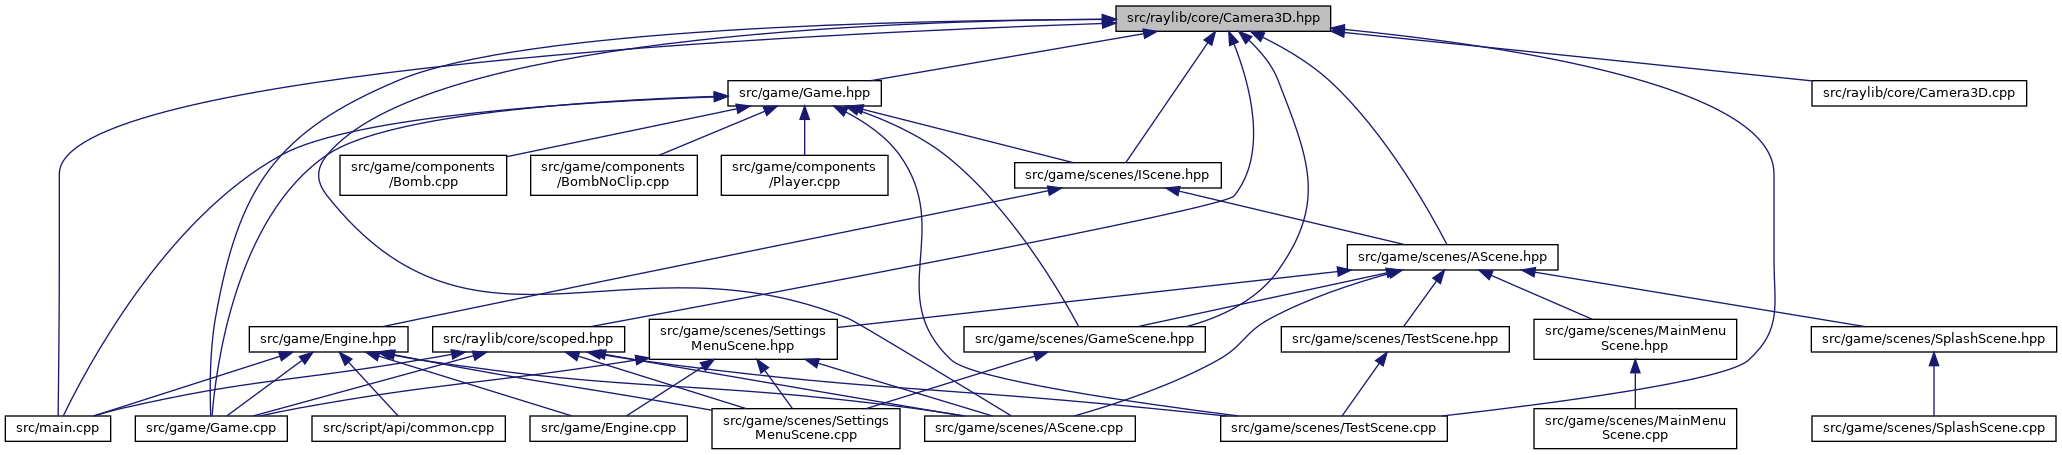 src/raylib/core/Camera3D.hpp
src/game/Game.hpp
src/raylib/core/Camera3D.cpp
src/game/components
/Bomb.cpp
src/game/components
/BombNoClip.cpp
src/game/components
/Player.cpp
src/game/scenes/IScene.hpp
src/game/scenes/AScene.hpp
src/game/Engine.hpp
src/raylib/core/scoped.hpp
src/game/scenes/Settings
MenuScene.hpp
src/game/scenes/GameScene.hpp
src/game/scenes/TestScene.hpp
src/game/scenes/MainMenu
Scene.hpp
src/game/scenes/SplashScene.hpp
src/main.cpp
src/game/Game.cpp
src/script/api/common.cpp
src/game/Engine.cpp
src/game/scenes/Settings
MenuScene.cpp
src/game/scenes/AScene.cpp
src/game/scenes/TestScene.cpp
src/game/scenes/MainMenu
Scene.cpp
src/game/scenes/SplashScene.cpp